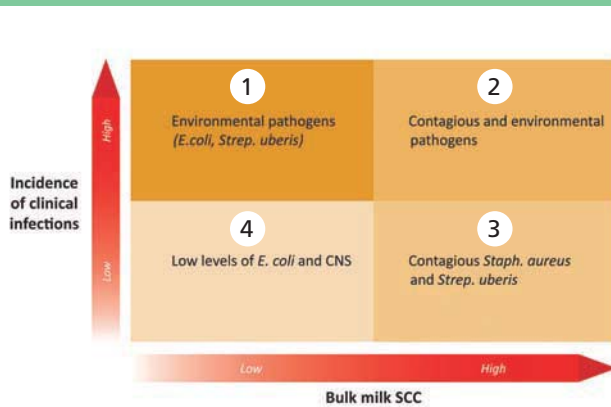 High
Low
Incidence
of clinical
infections
1
Environmental pathogens
(E.coli, Strep. uberis)
2
Contagious and environmental
pathogens
4
Low levels of E. coli and CNS
3
Contagious Staph. aureus
and Strep. uberis
Low
High
Bulk milk SCC